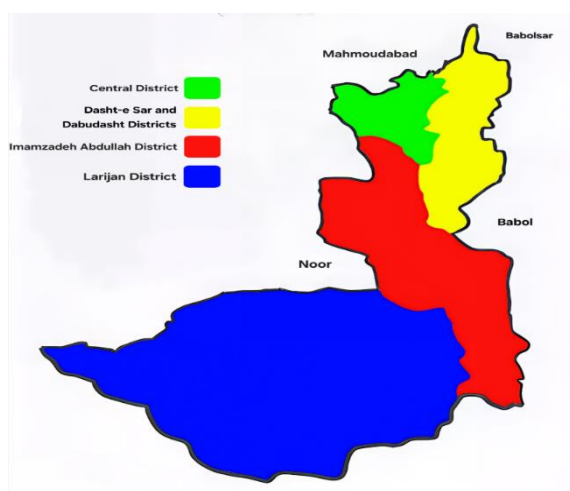 Babolsar
Mahmoudabad
Central District
Dasht-e Sar and
Dabudasht Districts
Imamzadeh Abdullah District
Larijan District
Babol
Noor